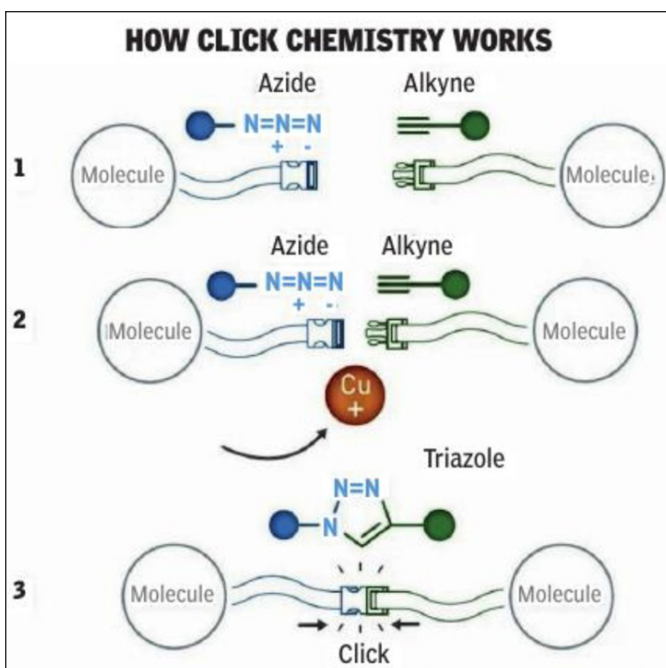 HOW CLICK CHEMISTRY WORKS
Azide Alkyne
N=N=N
+ -
1
Molecule
Molecule
Azide Alkyne
N=N=N
+ -
2
Molecule
Molecule
Cu
+
Triazole
N=N
N
3
Molecule
Molecule
Click